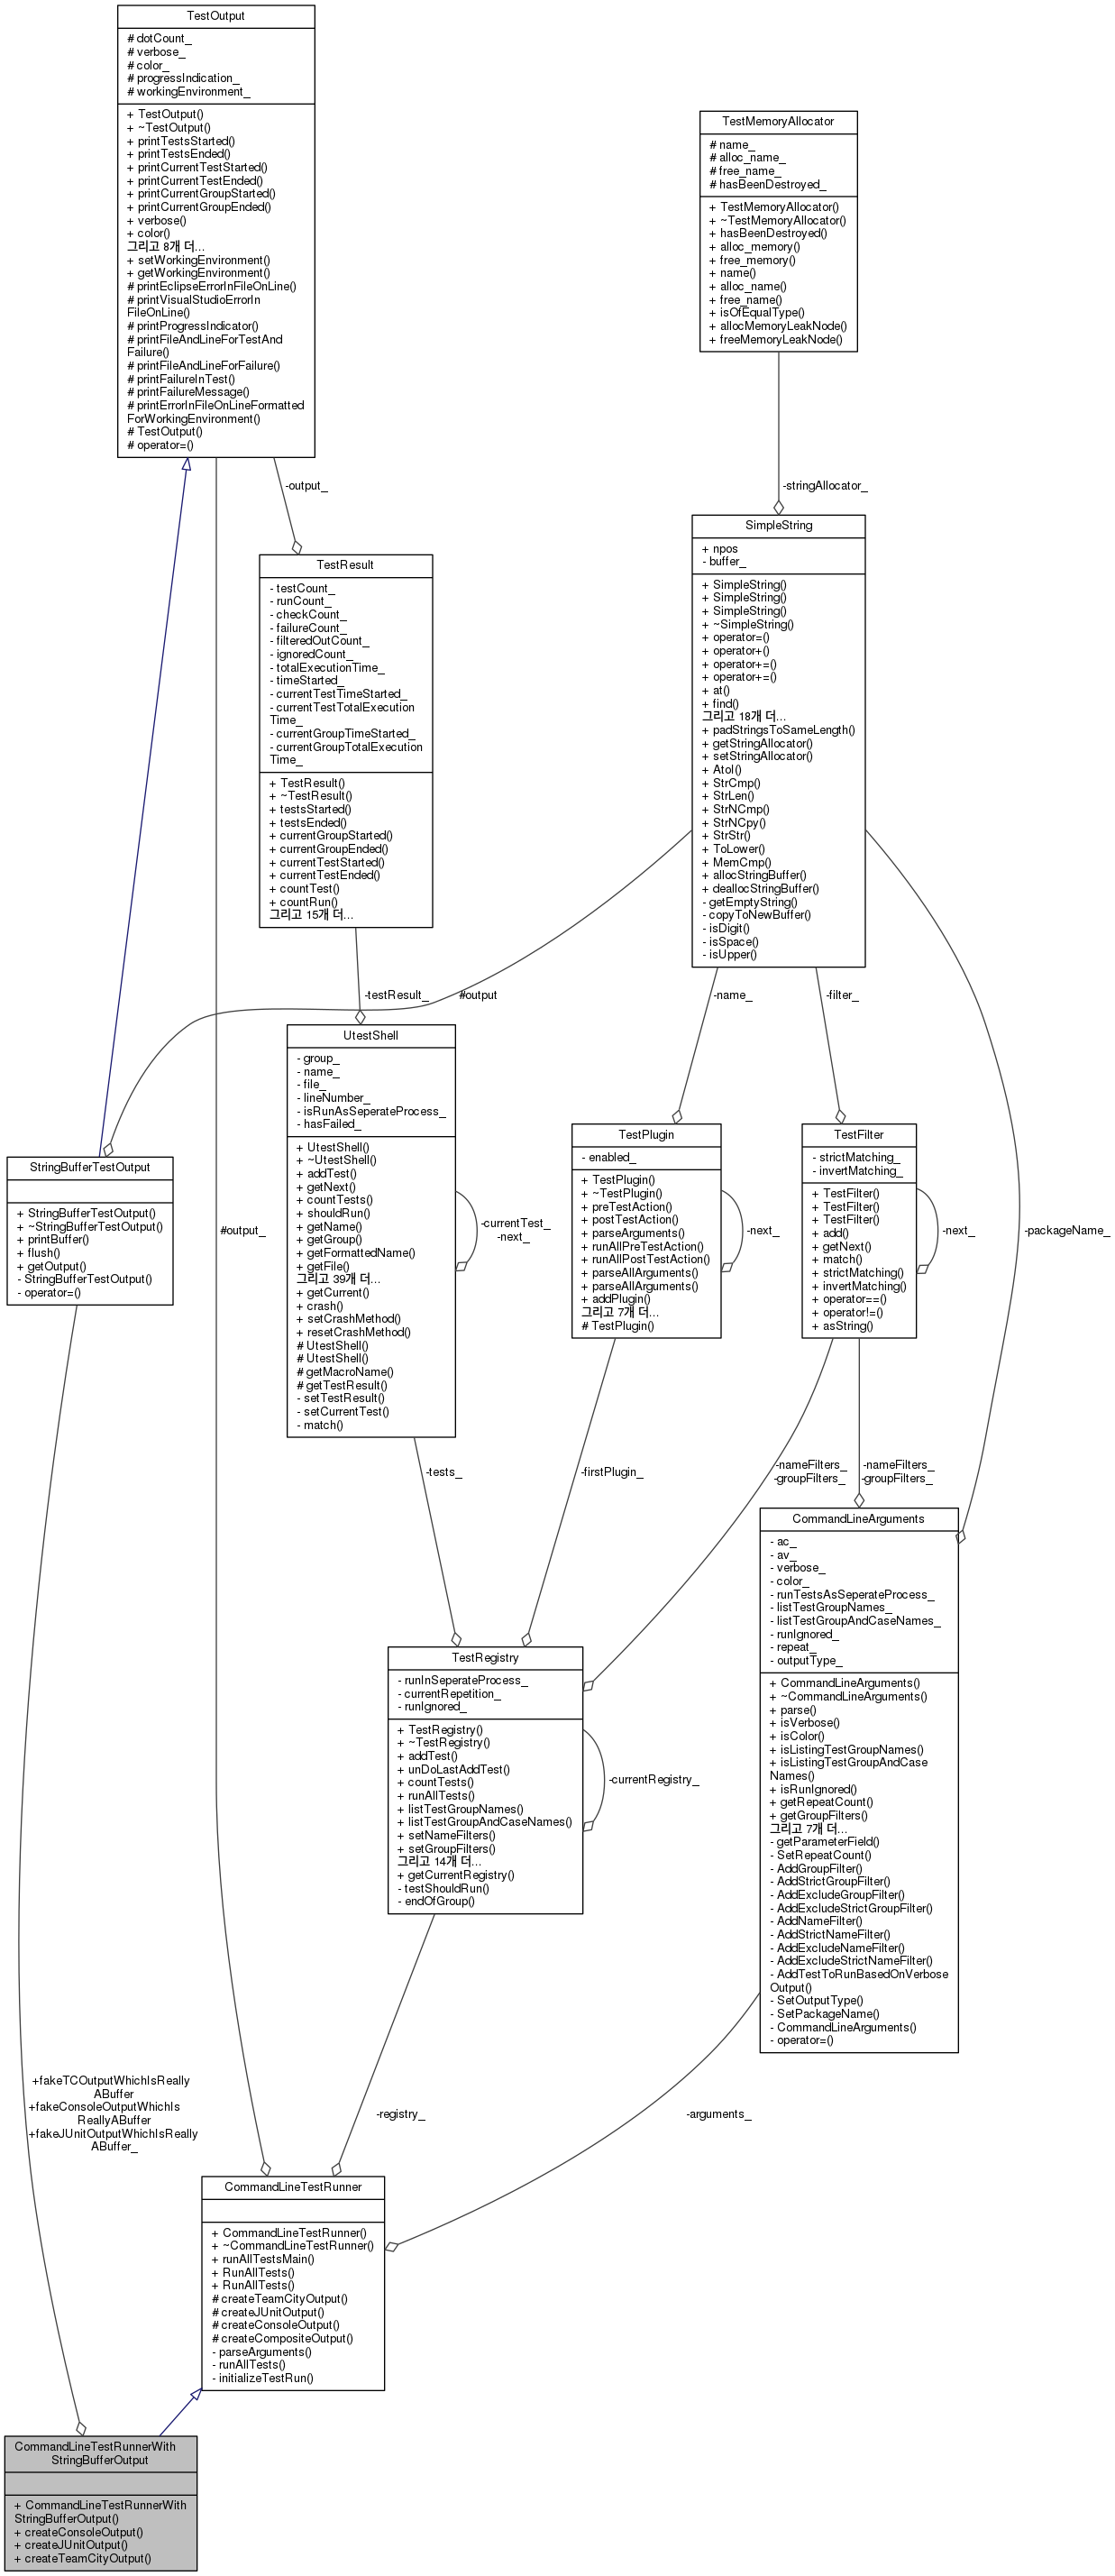 TestOutput
# dotCount_
# verbose_
# color_
# progressIndication_
# workingEnvironment_
+ TestOutput()
+ ~TestOutput()
+ printTestsStarted()
+ printTestsEnded()
+ printCurrentTestStarted()
+ printCurrentTestEnded()
+ printCurrentGroupStarted()
+ printCurrentGroupEnded()
+ verbose()
+ color()
그리고 8개 더...
+ setWorkingEnvironment()
+ getWorkingEnvironment()
# printEclipseErrorInFileOnLine()
# printVisualStudioErrorIn
FileOnLine()
# printProgressIndicator()
# printFileAndLineForTestAnd
Failure()
# printFileAndLineForFailure()
# printFailureInTest()
# printFailureMessage()
# printErrorInFileOnLineFormatted
ForWorkingEnvironment()
# TestOutput()
# operator=()
TestMemoryAllocator
# name_
# alloc_name_
# free_name_
# hasBeenDestroyed_
+ TestMemoryAllocator()
+ ~TestMemoryAllocator()
+ hasBeenDestroyed()
+ alloc_memory()
+ free_memory()
+ name()
+ alloc_name()
+ free_name()
+ isOfEqualType()
+ allocMemoryLeakNode()
+ freeMemoryLeakNode()
-output_
-stringAllocator_
TestResult
- testCount_
- runCount_
- checkCount_
- failureCount_
- filteredOutCount_
- ignoredCount_
- totalExecutionTime_
- timeStarted_
- currentTestTimeStarted_
- currentTestTotalExecution
Time_
- currentGroupTimeStarted_
- currentGroupTotalExecution
Time_
+ TestResult()
+ ~TestResult()
+ testsStarted()
+ testsEnded()
+ currentGroupStarted()
+ currentGroupEnded()
+ currentTestStarted()
+ currentTestEnded()
+ countTest()
+ countRun()
그리고 15개 더...
SimpleString
+ npos
- buffer_
+ SimpleString()
+ SimpleString()
+ SimpleString()
+ ~SimpleString()
+ operator=()
+ operator+()
+ operator+=()
+ operator+=()
+ at()
+ find()
그리고 18개 더...
+ padStringsToSameLength()
+ getStringAllocator()
+ setStringAllocator()
+ AtoI()
+ StrCmp()
+ StrLen()
+ StrNCmp()
+ StrNCpy()
+ StrStr()
+ ToLower()
+ MemCmp()
+ allocStringBuffer()
+ deallocStringBuffer()
- getEmptyString()
- copyToNewBuffer()
- isDigit()
- isSpace()
- isUpper()
-testResult_
#output
-name_
-filter_
UtestShell
- group_
- name_
- file_
- lineNumber_
- isRunAsSeperateProcess_
- hasFailed_
+ UtestShell()
+ ~UtestShell()
+ addTest()
+ getNext()
+ countTests()
+ shouldRun()
+ getName()
+ getGroup()
+ getFormattedName()
+ getFile()
그리고 39개 더...
+ getCurrent()
+ crash()
+ setCrashMethod()
+ resetCrashMethod()
# UtestShell()
# UtestShell()
# getMacroName()
# getTestResult()
- setTestResult()
- setCurrentTest()
- match()
-currentTest_
-next_
TestPlugin
- enabled_
+ TestPlugin()
+ ~TestPlugin()
+ preTestAction()
+ postTestAction()
+ parseArguments()
+ runAllPreTestAction()
+ runAllPostTestAction()
+ parseAllArguments()
+ parseAllArguments()
+ addPlugin()
그리고 7개 더...
# TestPlugin()
-next_
TestFilter
- strictMatching_
- invertMatching_
+ TestFilter()
+ TestFilter()
+ TestFilter()
+ add()
+ getNext()
+ match()
+ strictMatching()
+ invertMatching()
+ operator==()
+ operator!=()
+ asString()
-next_
-packageName_
StringBufferTestOutput
+ StringBufferTestOutput()
+ ~StringBufferTestOutput()
+ printBuffer()
+ flush()
+ getOutput()
- StringBufferTestOutput()
- operator=()
#output_
-tests_
-firstPlugin_
-nameFilters_
-groupFilters_
-nameFilters_
-groupFilters_
CommandLineArguments
- ac_
- av_
- verbose_
- color_
- runTestsAsSeperateProcess_
- listTestGroupNames_
- listTestGroupAndCaseNames_
- runIgnored_
- repeat_
- outputType_
+ CommandLineArguments()
+ ~CommandLineArguments()
+ parse()
+ isVerbose()
+ isColor()
+ isListingTestGroupNames()
+ isListingTestGroupAndCase
Names()
+ isRunIgnored()
+ getRepeatCount()
+ getGroupFilters()
그리고 7개 더...
- getParameterField()
- SetRepeatCount()
- AddGroupFilter()
- AddStrictGroupFilter()
- AddExcludeGroupFilter()
- AddExcludeStrictGroupFilter()
- AddNameFilter()
- AddStrictNameFilter()
- AddExcludeNameFilter()
- AddExcludeStrictNameFilter()
- AddTestToRunBasedOnVerbose
Output()
- SetOutputType()
- SetPackageName()
- CommandLineArguments()
- operator=()
TestRegistry
- runInSeperateProcess_
- currentRepetition_
- runIgnored_
+ TestRegistry()
+ ~TestRegistry()
+ addTest()
+ unDoLastAddTest()
+ countTests()
+ runAllTests()
+ listTestGroupNames()
+ listTestGroupAndCaseNames()
+ setNameFilters()
+ setGroupFilters()
그리고 14개 더...
+ getCurrentRegistry()
- testShouldRun()
- endOfGroup()
-currentRegistry_
+fakeTCOutputWhichIsReally
ABuffer
+fakeConsoleOutputWhichIs
ReallyABuffer
+fakeJUnitOutputWhichIsReally
ABuffer_
-registry_
-arguments_
CommandLineTestRunner
+ CommandLineTestRunner()
+ ~CommandLineTestRunner()
+ runAllTestsMain()
+ RunAllTests()
+ RunAllTests()
# createTeamCityOutput()
# createJUnitOutput()
# createConsoleOutput()
# createCompositeOutput()
- parseArguments()
- runAllTests()
- initializeTestRun()
CommandLineTestRunnerWith
StringBufferOutput
+ CommandLineTestRunnerWith
StringBufferOutput()
+ createConsoleOutput()
+ createJUnitOutput()
+ createTeamCityOutput()